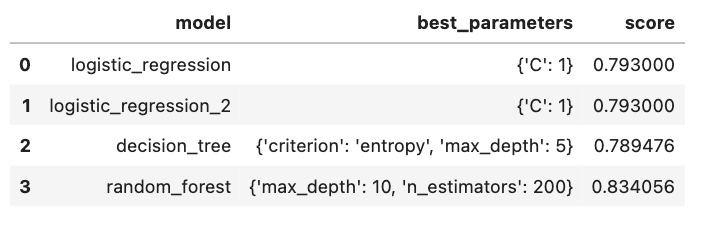 model best_parameters score
0 logistic_regression {'C': 1} 0.793000
1 logistic_regression_2 {'C': 1} 0.793000
2 decision_tree {'criterion': 'entropy', 'max_depth': 5} 0.789476
3 random_forest {'max_depth': 10, 'n_estimators': 200} 0.834056